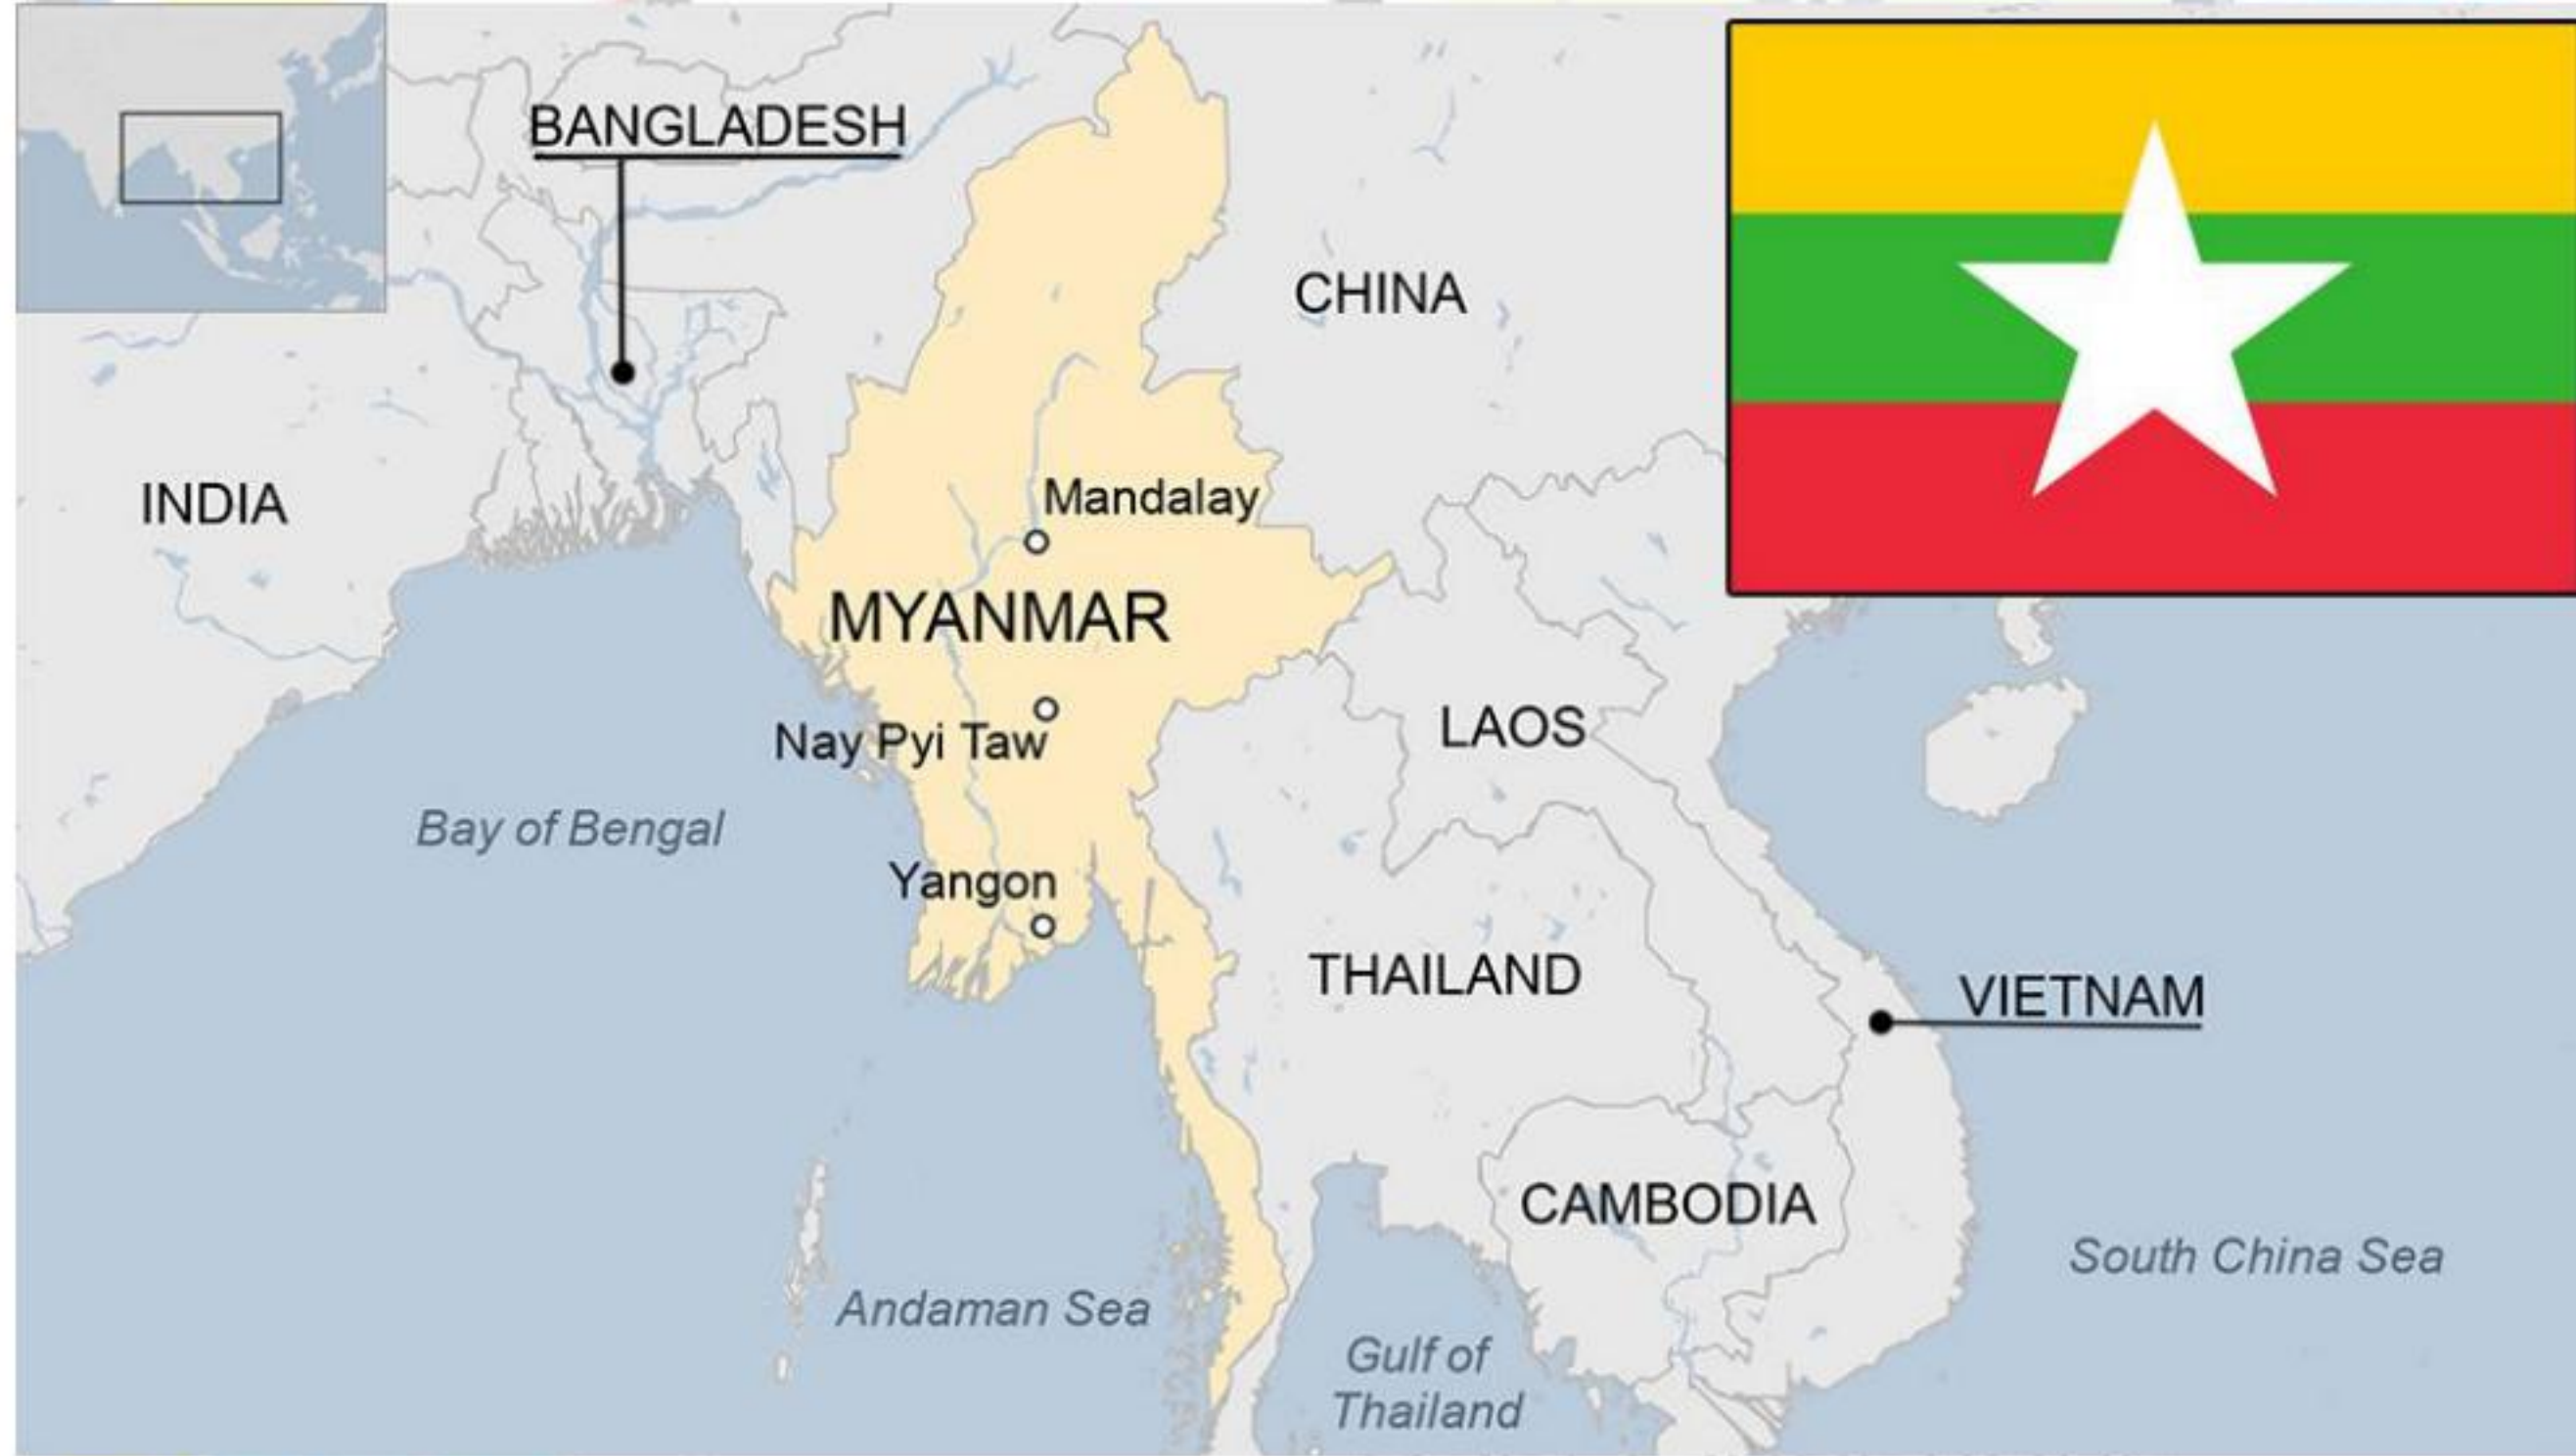 BANGLADESH
CHINA
INDIA
Mandalay
MYANMAR
Nay Pyi Taw
LAOS
Bay of Bengal
Yangon
THAILAND
VIETNAM
CAMBODIA
South China Sea
Andaman Sea
Gulf of
Thailand